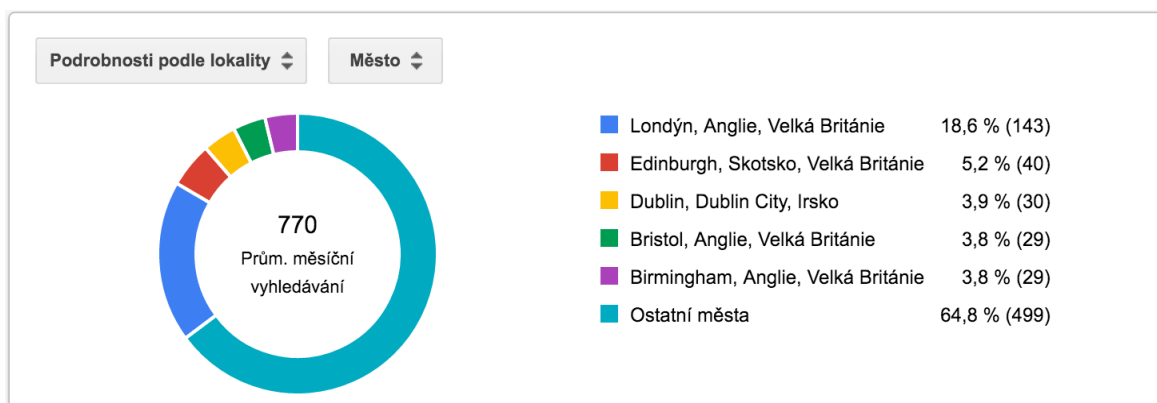 Podrobnosti podle lokality
Město
770
Prům. měsíční
vyhledávání
Londýn, Anglie, Velká Británie 18,6 % (143)
Edinburgh, Skotsko, Velká Británie 5,2 % (40)
Dublin, Dublin City, Irsko 3,9 % (30)
Bristol, Anglie, Velká Británie 3,8 % (29)
Birmingham, Anglie, Velká Británie 3,8 % (29)
Ostatní města 64,8 % (499)